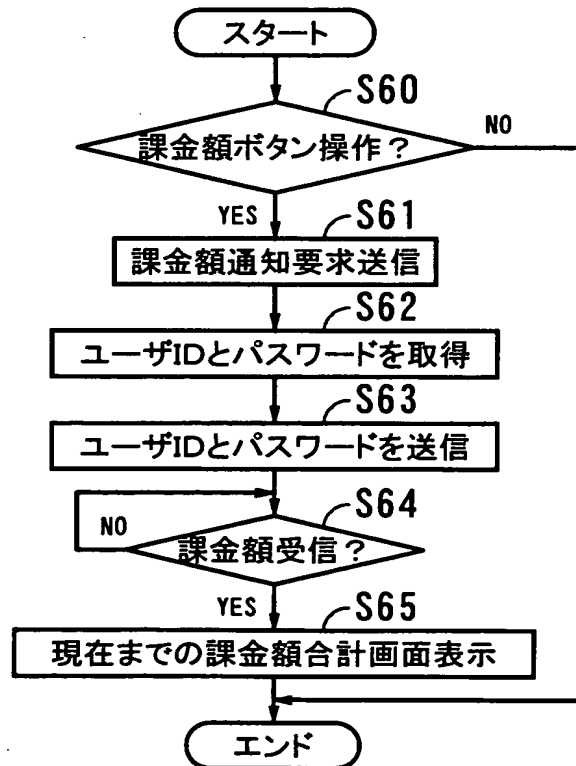 スタート
S60
課金額ボタン操作?
NO
YES
S61
課金額通知要求送信
S62
ユーザIDとパスワードを取得
S63
ユーザIDとパスワードを送信
S64
NO
課金額受信?
YES
S65
現在までの課金額合計画面表示
エンド